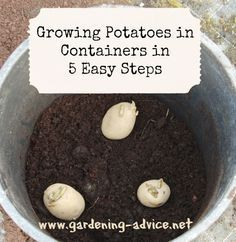 Growing Potatoes in
Containers in
5 Easy Steps
www.gardening-advice.net